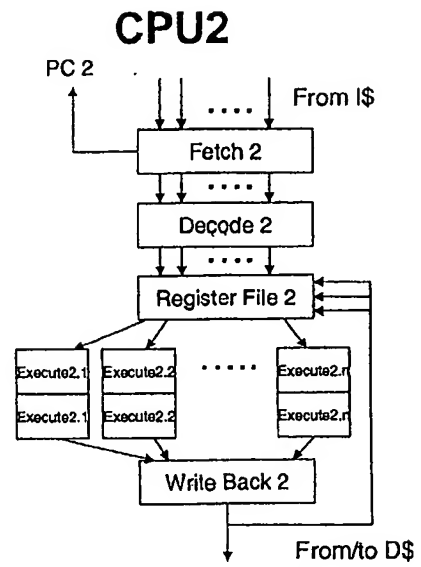 CPU2
PC 2
From I$
Fetch 2
Deçode 2
Register File 2
Execute2.1 Execute2.2 Execute2.n
Execute2.1 Execute2.2 Execute2.n
Write Back 2
From/to D$